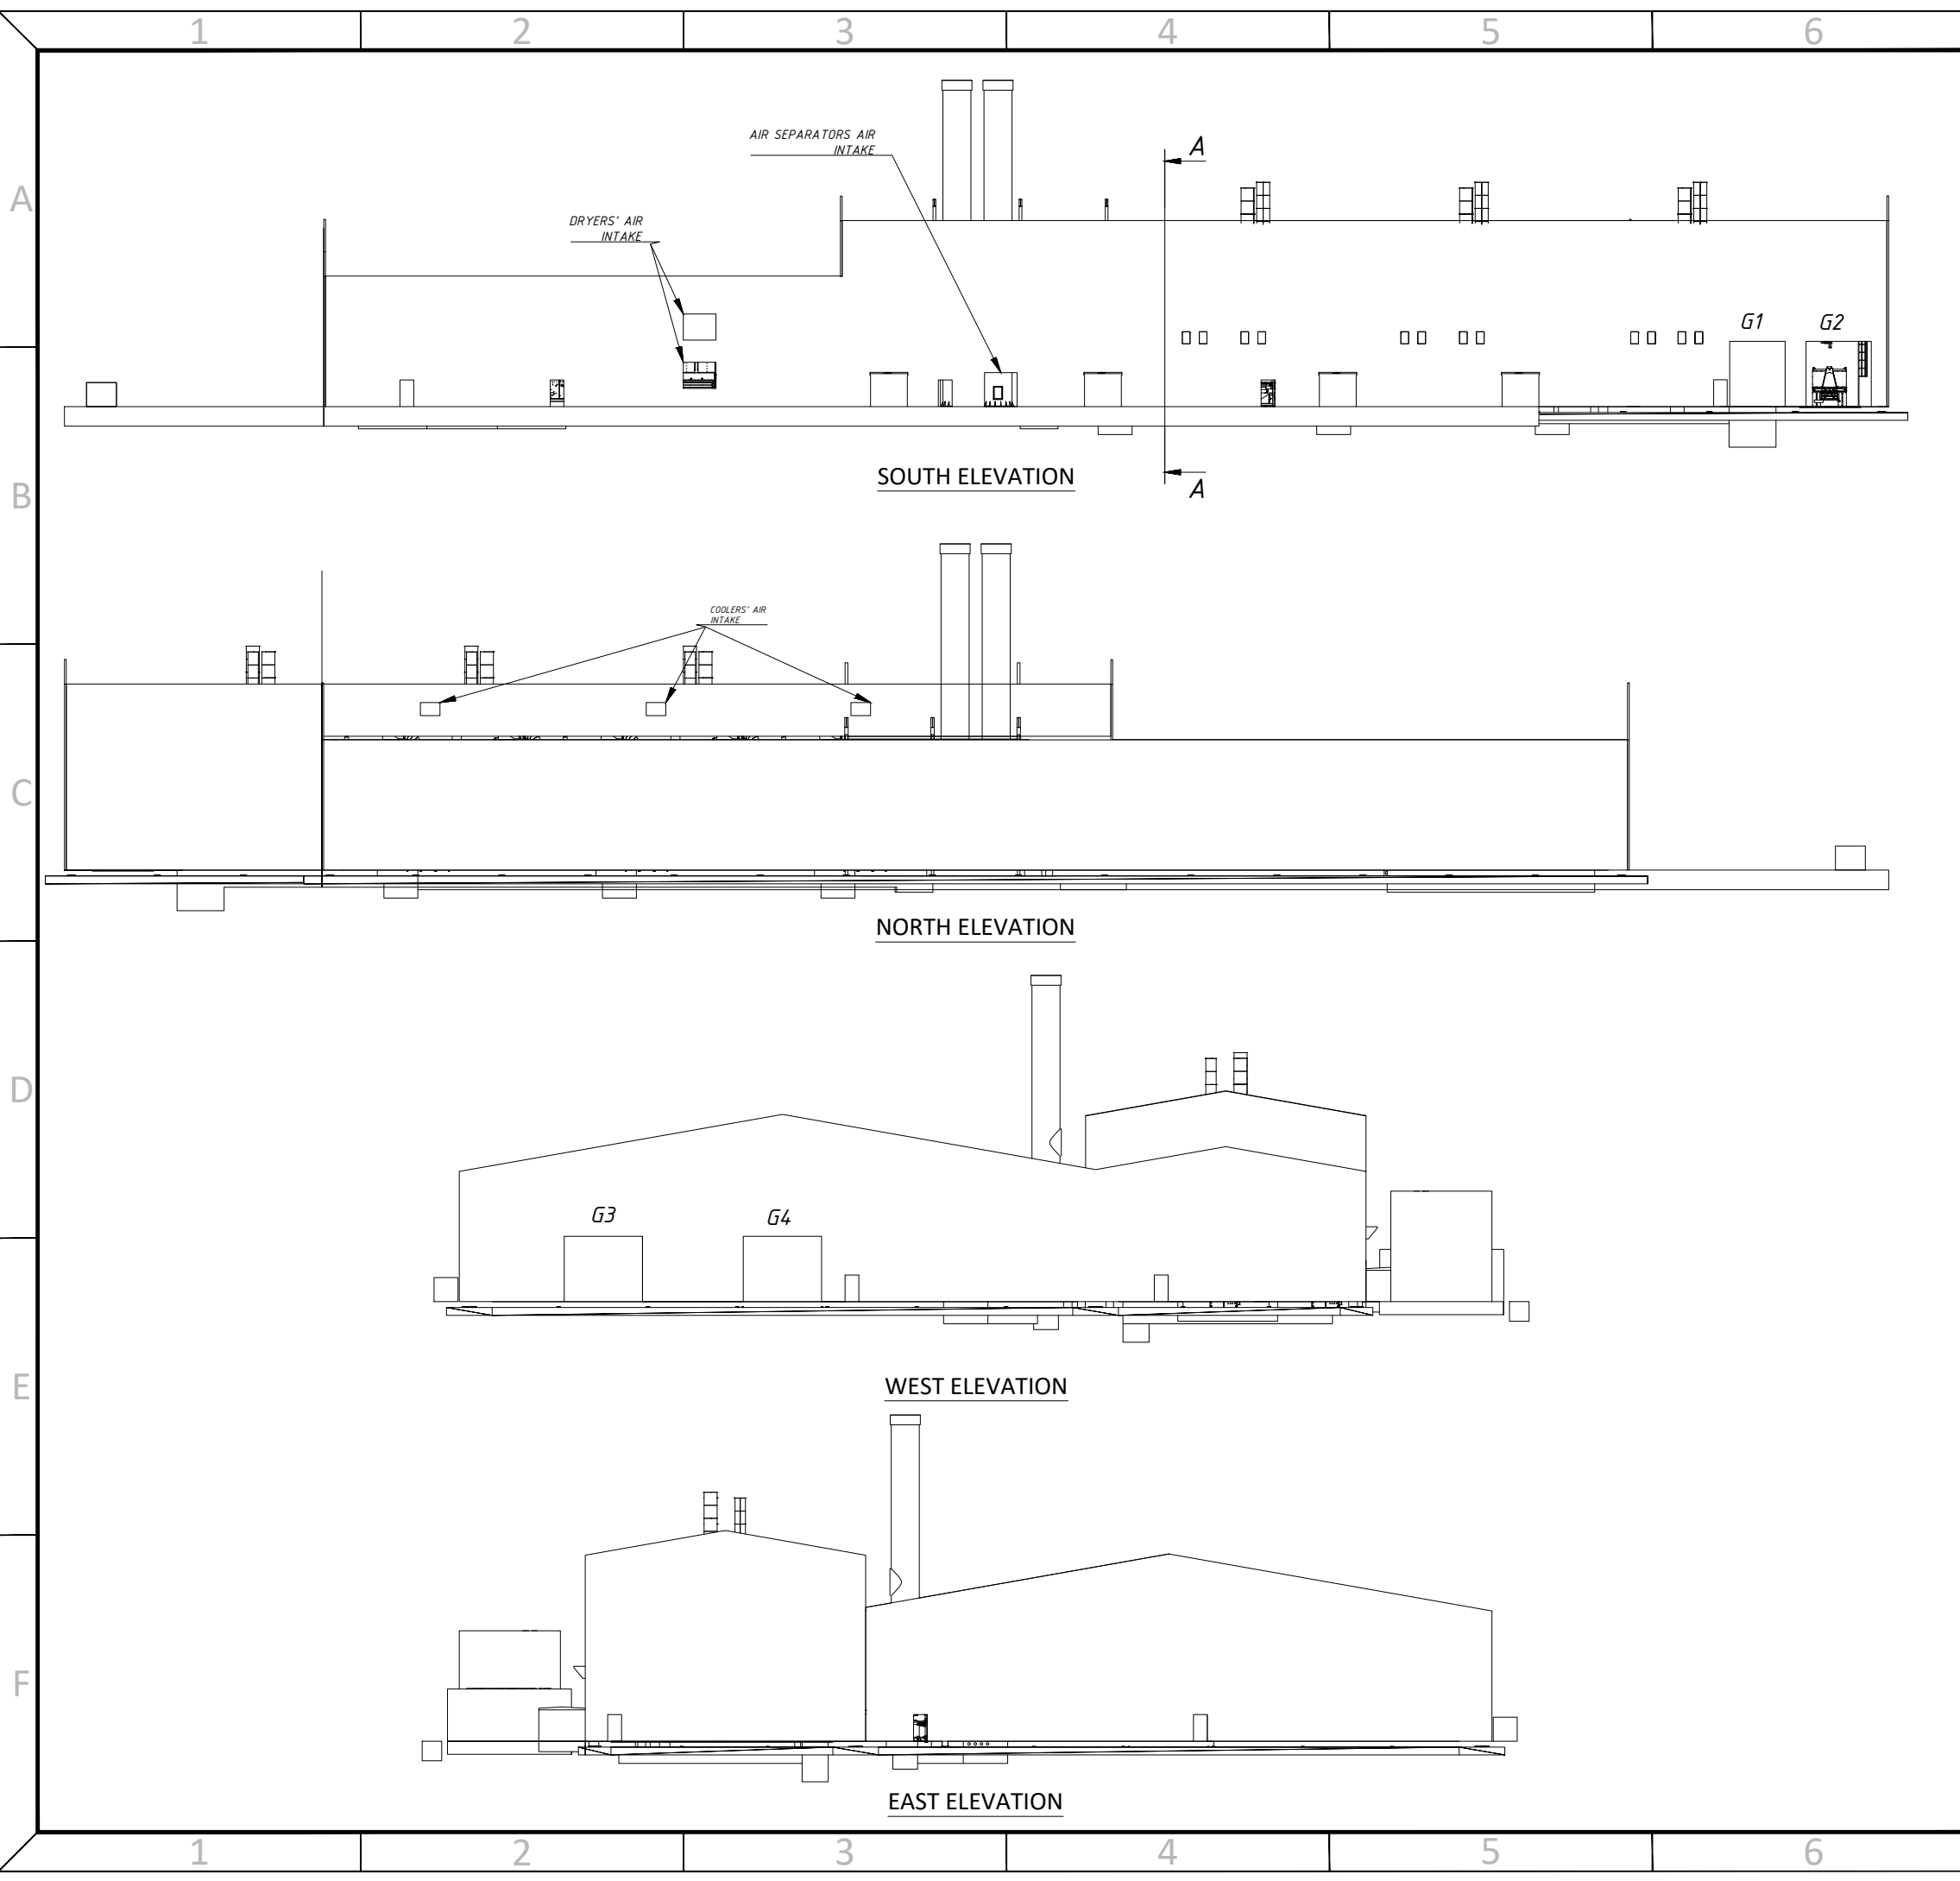 1 2 3 4 5 6
AIR SEPARATORS AIR
INTAKE
A
A
DRYERS' AIR
INTAKE
G1 G2
SOUTH ELEVATION
A
B
COOLERS' AIR
INTAKE
C
NORTH ELEVATION
D
G3 G4
E
WEST ELEVATION
F
EAST ELEVATION
1 2 3 4 5 6